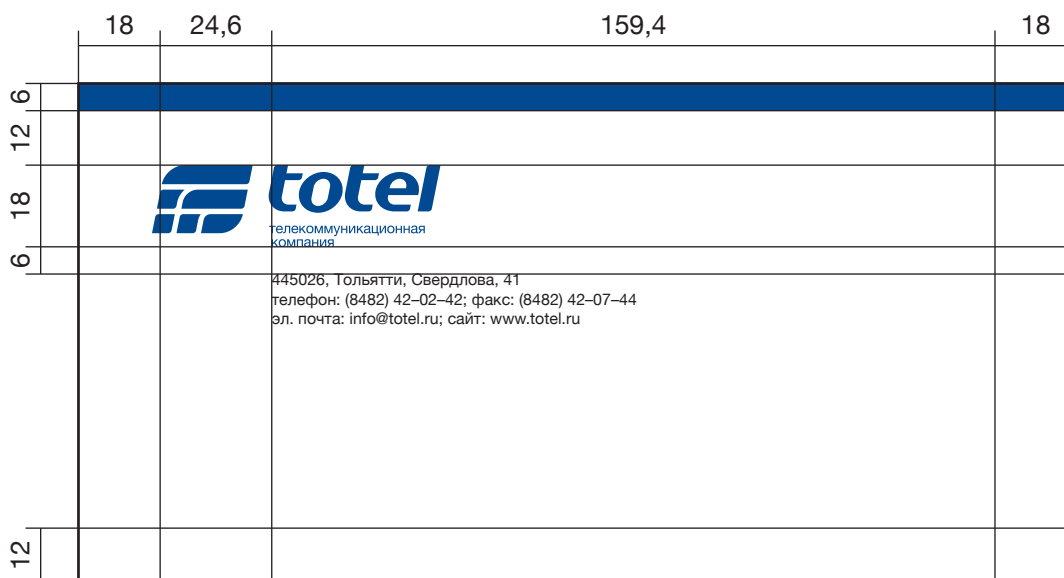 18 24,6 159,4 18
6
12
18
6
totel
телекоммуникационная
компания
445026, Тольятти, Свердлова, 41
телефон: (8482) 42–02–42; факс: (8482) 42–07–44
эл. почта: info@totel.ru; сайт: www.totel.ru
12